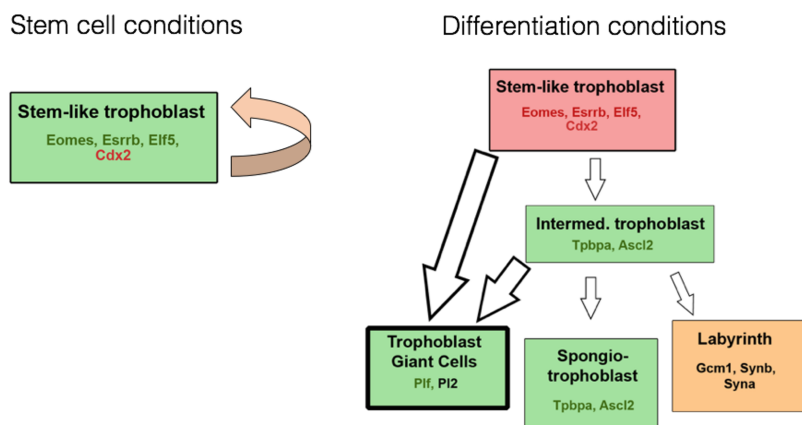 Stem cell conditions
Differentiation conditions
Stem-like trophoblast
Eomes, Esrrb, Elf5,
Cdx2
Stem-like trophoblast
Eomes, Esrrb, Elf5,
Cdx2
Intermed. trophoblast
Tpbpa, Ascl2
Trophoblast
Giant Cells
Plf, Pl2
Spongio-
trophoblast
Tpbpa, Ascl2
Labyrinth
Gcm1, Synb,
Syna